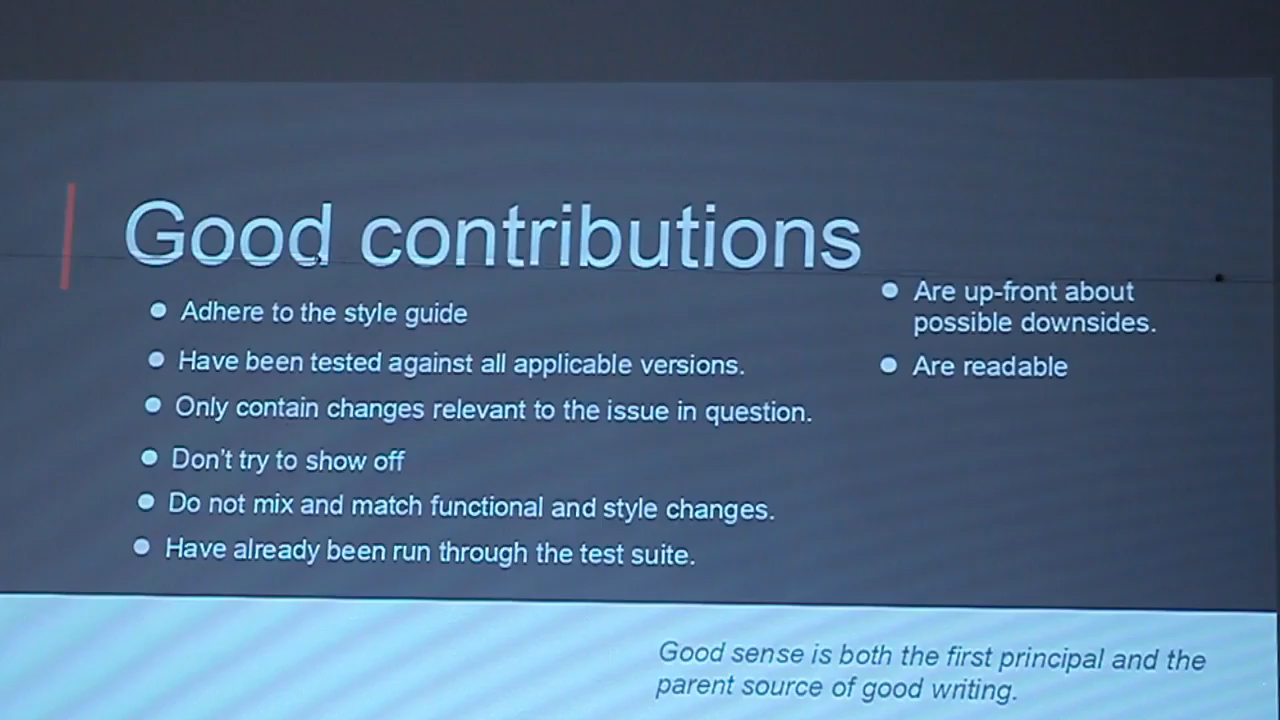 Good contributions
Adhere to the style guide
Have been tested against all applicable versions.
Only contain changes relevant to the issue in question.
Don't try to show off
Do not mix and match functional and style changes.
Have already been run through the test suite.
Are up-front about
possible downsides.
Are readable
Good sense is both the first principal and the
parent source of good writing.